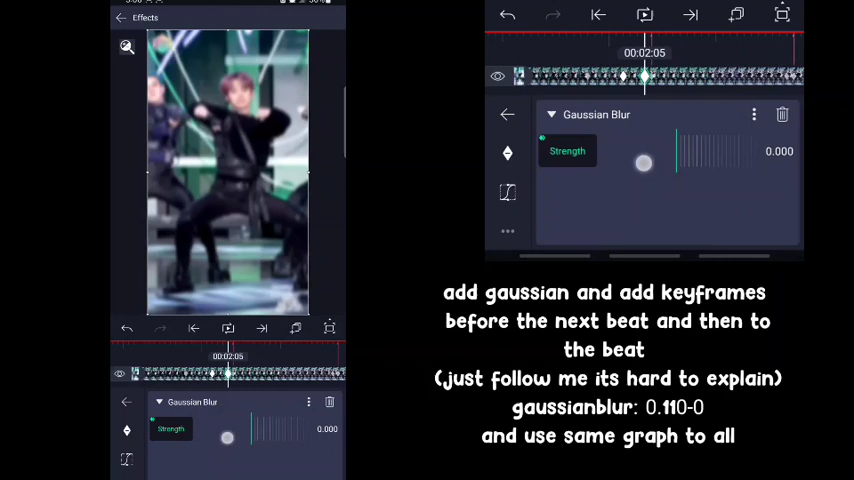 Effects
00:02:05
Gaussian Blur
Strength
0.000
00:02:05
Gaussian Blur
Strength
0.000
add gaussian and add keyframes
before the next beat and then to
the beat
(just follow me its hard to explain)
gaussianblur: 0.110-0
and use same graph to all